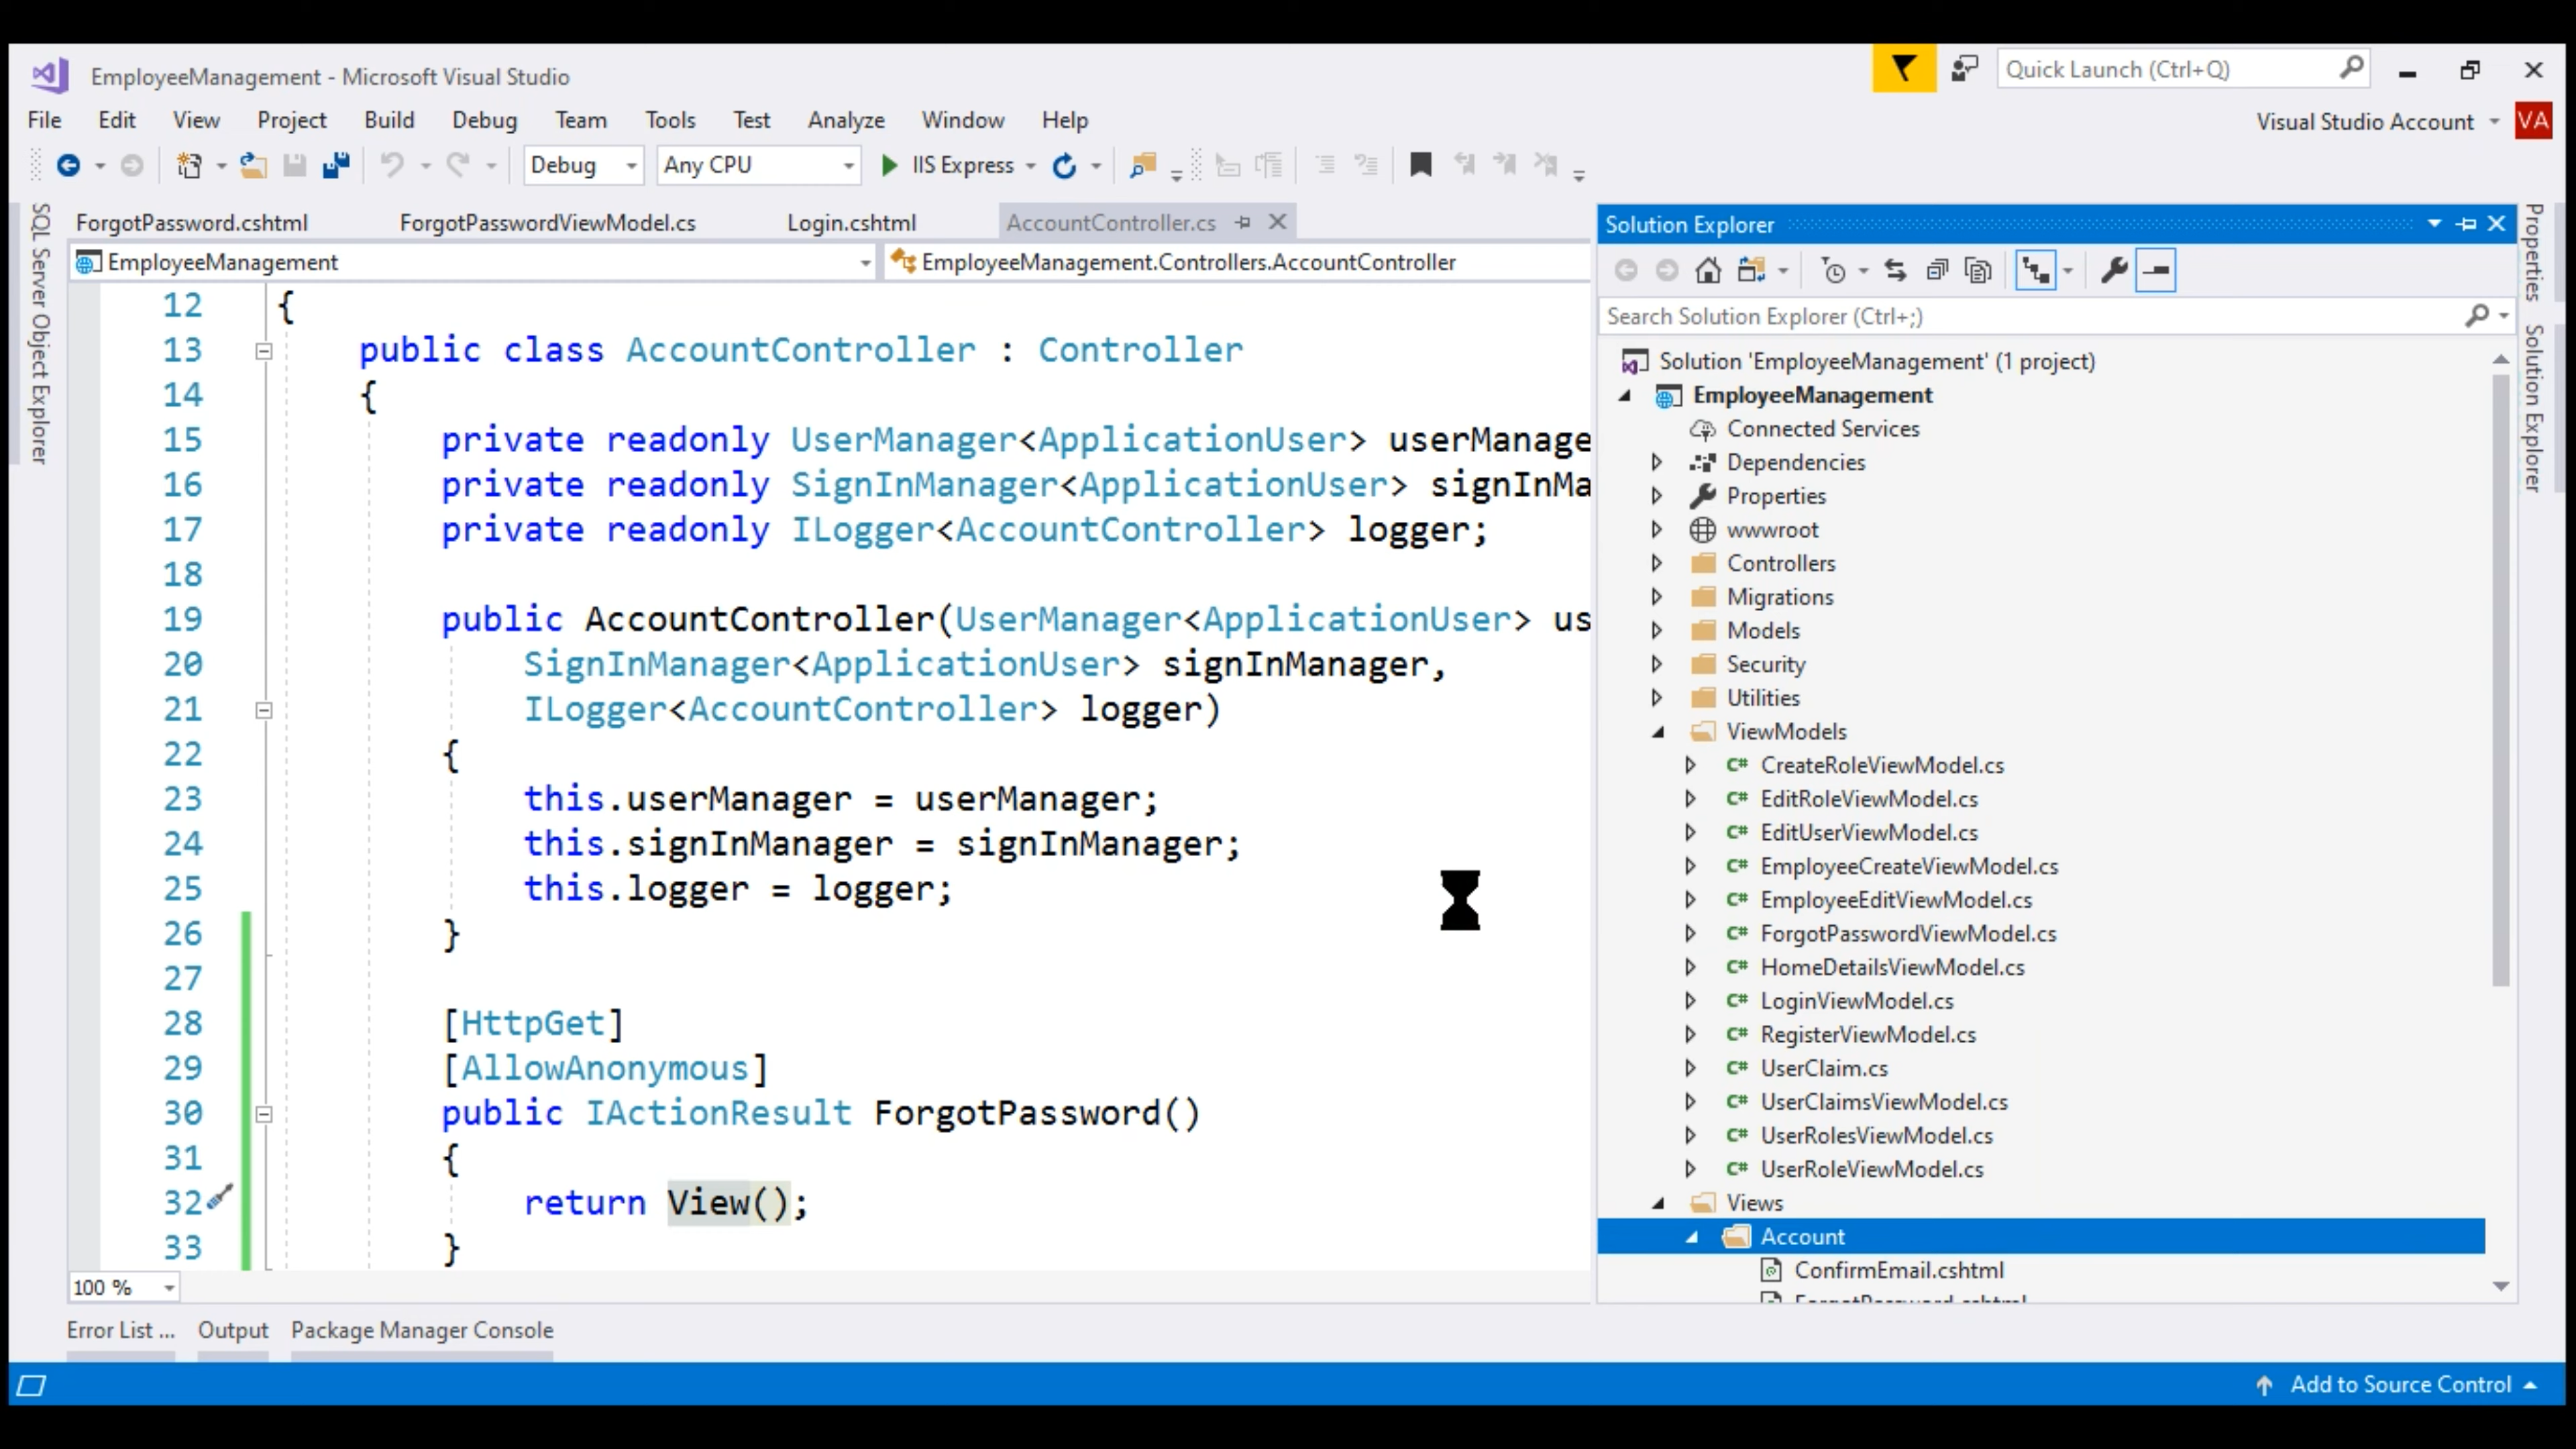 EmployeeManagement - Microsoft Visual Studio
Quick Launch (Ctrl+Q)
File Edit View Project Build Debug Team Tools Test Analyze Window Help
Visual Studio Account VA
Debug Any CPU IIS Express
SQL Server Object Explorer
ForgotPassword.cshtml ForgotPasswordViewModel.cs Login.cshtml AccountController.cs
EmployeeManagement EmployeeManagement.Controllers.AccountController
12 {
13 public class AccountController : Controller
14 {
15 private readonly UserManager<ApplicationUser> userManage
16 private readonly SignInManager<ApplicationUser> signInMa
17 private readonly ILogger<AccountController> logger;
18
19 public AccountController(UserManager<ApplicationUser> us
20 SignInManager<ApplicationUser> signInManager,
21 ILogger<AccountController> logger)
22 {
23 this.userManager = userManager;
24 this.signInManager = signInManager;
25 this.logger = logger;
26 }
27
28 [HttpGet]
29 [AllowAnonymous]
30 public IActionResult ForgotPassword()
31 {
32 return View();
33 }
100 %
Solution Explorer
Search Solution Explorer (Ctrl+;)
Solution 'EmployeeManagement' (1 project)
EmployeeManagement
Connected Services
Dependencies
Properties
wwwroot
Controllers
Migrations
Models
Security
Utilities
ViewModels
C# CreateRoleViewModel.cs
C# EditRoleViewModel.cs
C# EditUserViewModel.cs
C# EmployeeCreateViewModel.cs
C# EmployeeEditViewModel.cs
C# ForgotPasswordViewModel.cs
C# HomeDetailsViewModel.cs
C# LoginViewModel.cs
C# RegisterViewModel.cs
C# UserClaim.cs
C# UserClaimsViewModel.cs
C# UserRolesViewModel.cs
C# UserRoleViewModel.cs
Views
Account
ConfirmEmail.cshtml
ForgotPassword.cshtml
Properties
Solution Explorer
Error List ... Output Package Manager Console
Add to Source Control